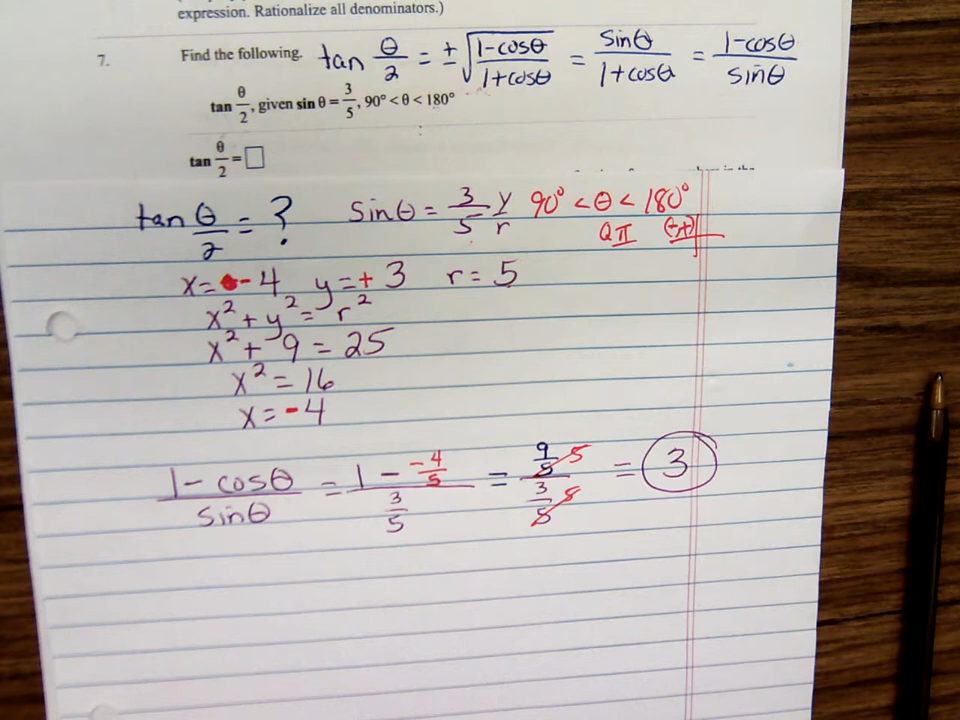 expression. Rationalize all denominators.)
7. Find the following. tan θ/2 = ± √(1-cosθ / 1+cosθ) = sinθ / 1+cosθ = 1-cosθ / sinθ
tan θ/2, given sin θ = 3/5, 90° < θ < 180°
tan θ/2 = □
tan θ/2 = ? sinθ = 3/5 y/r 90° < θ < 180°
QII (-,+)
x = - 4 y = + 3 r = 5
x² + y² = r²
x² + 9 = 25
x² = 16
x = - 4
1 - cosθ / sinθ = 1 - -4/5 / 3/5 = 9/5 · 5 / 3/5 · 5 = 3